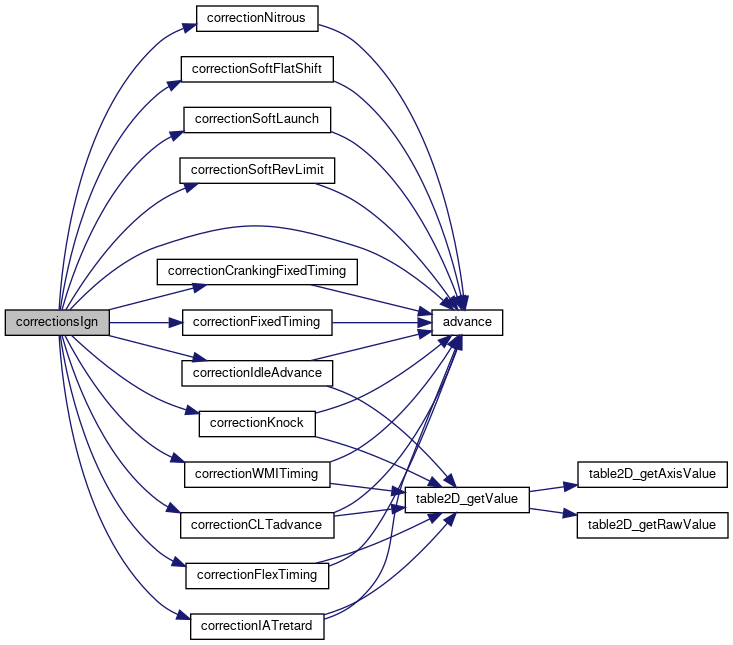 correctionNitrous
correctionSoftFlatShift
correctionSoftLaunch
correctionSoftRevLimit
correctionCrankingFixedTiming
correctionsIgn
correctionFixedTiming
advance
correctionIdleAdvance
correctionKnock
correctionWMITiming
table2D_getAxisValue
table2D_getValue
correctionCLTadvance
table2D_getRawValue
correctionFlexTiming
correctionIATretard